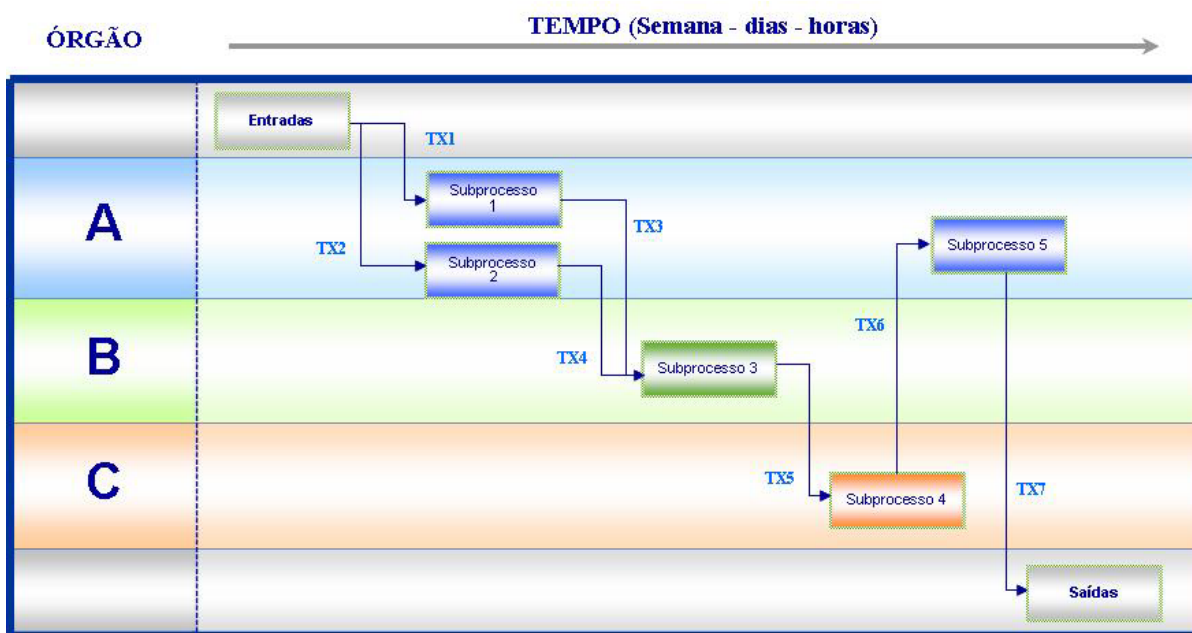 TEMPO (Semana - dias - horas)
ÓRGÃO
Entradas
TX1
A
Subprocesso
1
TX2
TX3
Subprocesso
2
Subprocesso 5
B
TX4
Subprocesso 3
TX6
C
TX5
Subprocesso 4
TX7
Saídas